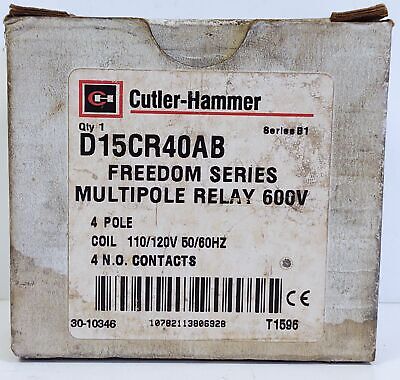 Cutler-Hammer
Qty 1 Series B1
D15CR40AB
FREEDOM SERIES
MULTIPOLE RELAY 600V
4 POLE
COIL 110/120V 50/60HZ
4 N.O. CONTACTS
CE
30-10346 10782113806928 T1596